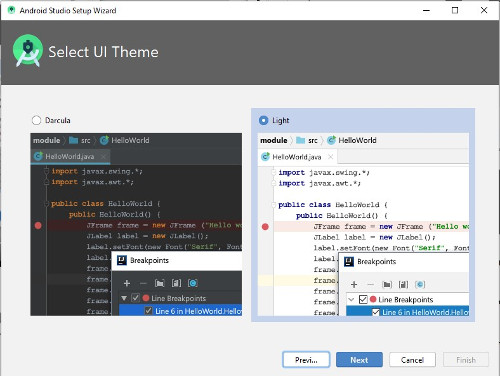 Android Studio Setup Wizard
Select UI Theme
Darcula
module src HelloWorld
HelloWorld.java
import javax.swing.*;
import java.awt.*;
public class HelloWorld {
public HelloWorld() {
JFrame frame = new JFrame ("Hello wo
JLabel label = new JLabel();
label.setFont(new Font("Serif", Font
frame.
Breakpoints
frame.
frame.
frame.
Line Breakpoints
frame.
Line 6 in HelloWorld.Hello
Light
module src HelloWorld
HelloWorld.java
import javax.swing.*;
import java.awt.*;
public class HelloWorld {
public HelloWorld() {
JFrame frame = new JFrame ("Hello w
JLabel label = new JLabel();
label.setFont(new Font("Serif", Font
frame.
Breakpoints
frame.
frame.
frame.
Line Breakpoints
frame.
Line 6 in HelloWorld.Hello
Previ...
Next
Cancel
Finish